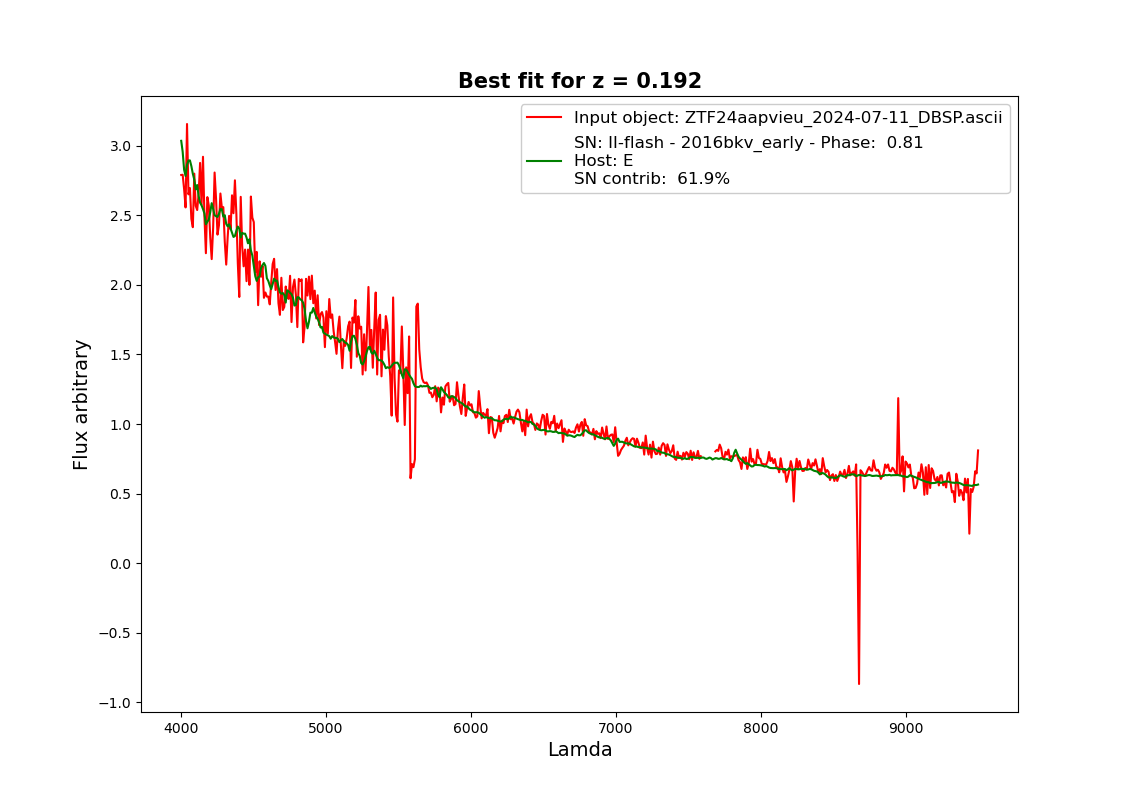 Best fit for z = 0.192
Input object: ZTF24aapvieu_2024-07-11_DBSP.ascii
SN: II-flash - 2016bkv_early - Phase:  0.81
Host: E
SN contrib:  61.9%
Flux arbitrary
3.0
2.5
2.0
1.5
1.0
0.5
0.0
−0.5
−1.0
4000
5000
6000
7000
8000
9000
Lamda